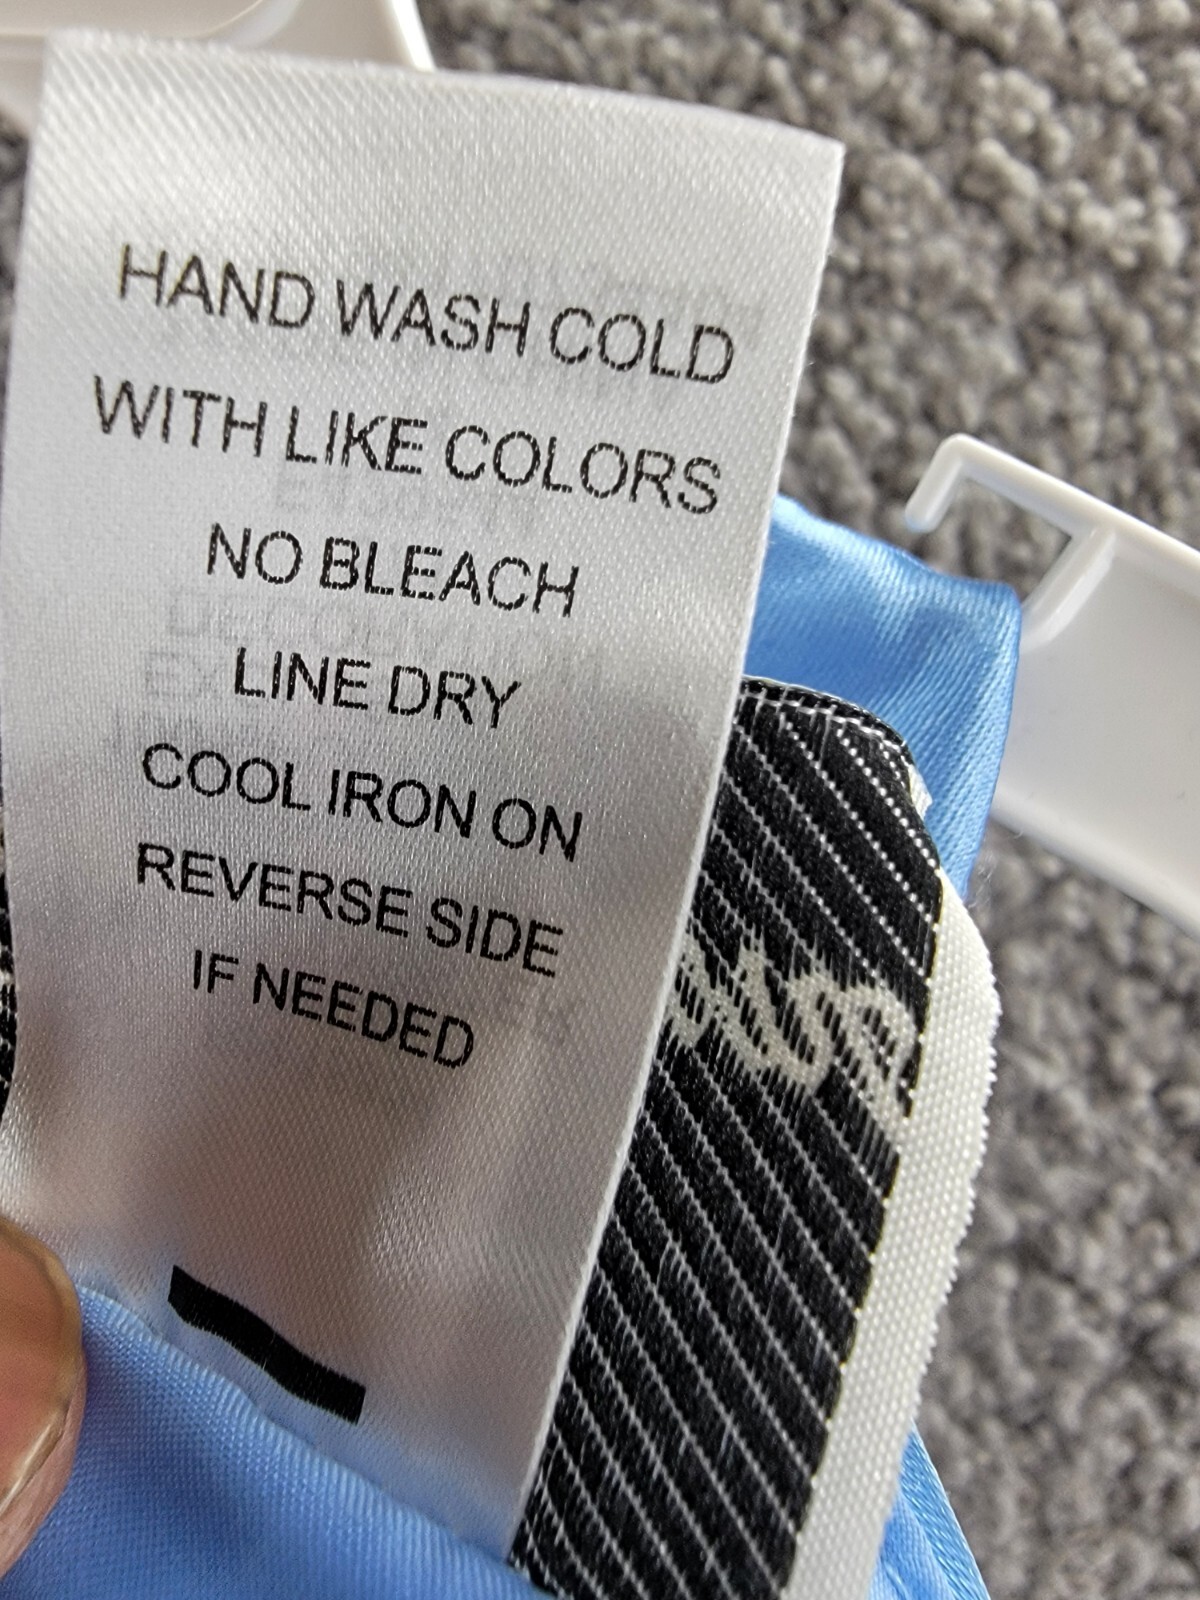 HAND WASH COLD
WITH LIKE COLORS
NO BLEACH
LINE DRY
COOL IRON ON
REVERSE SIDE
IF NEEDED